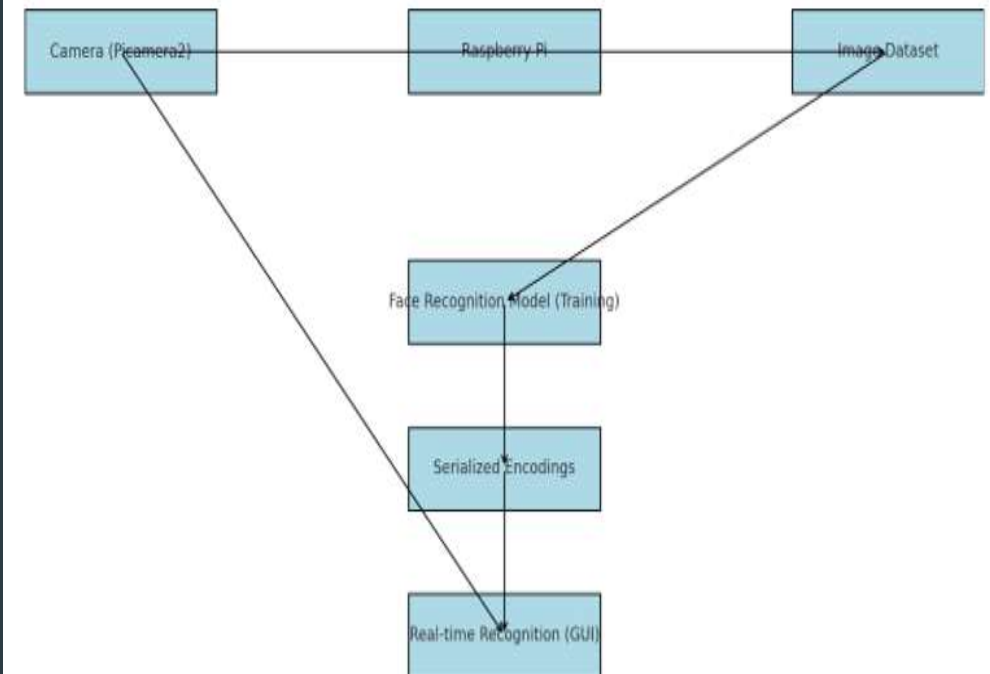 Camera (Picamera2)
Raspberry Pi
Image Dataset
Face Recognition Model (Training)
Serialized Encodings
Real-time Recognition (GUI)